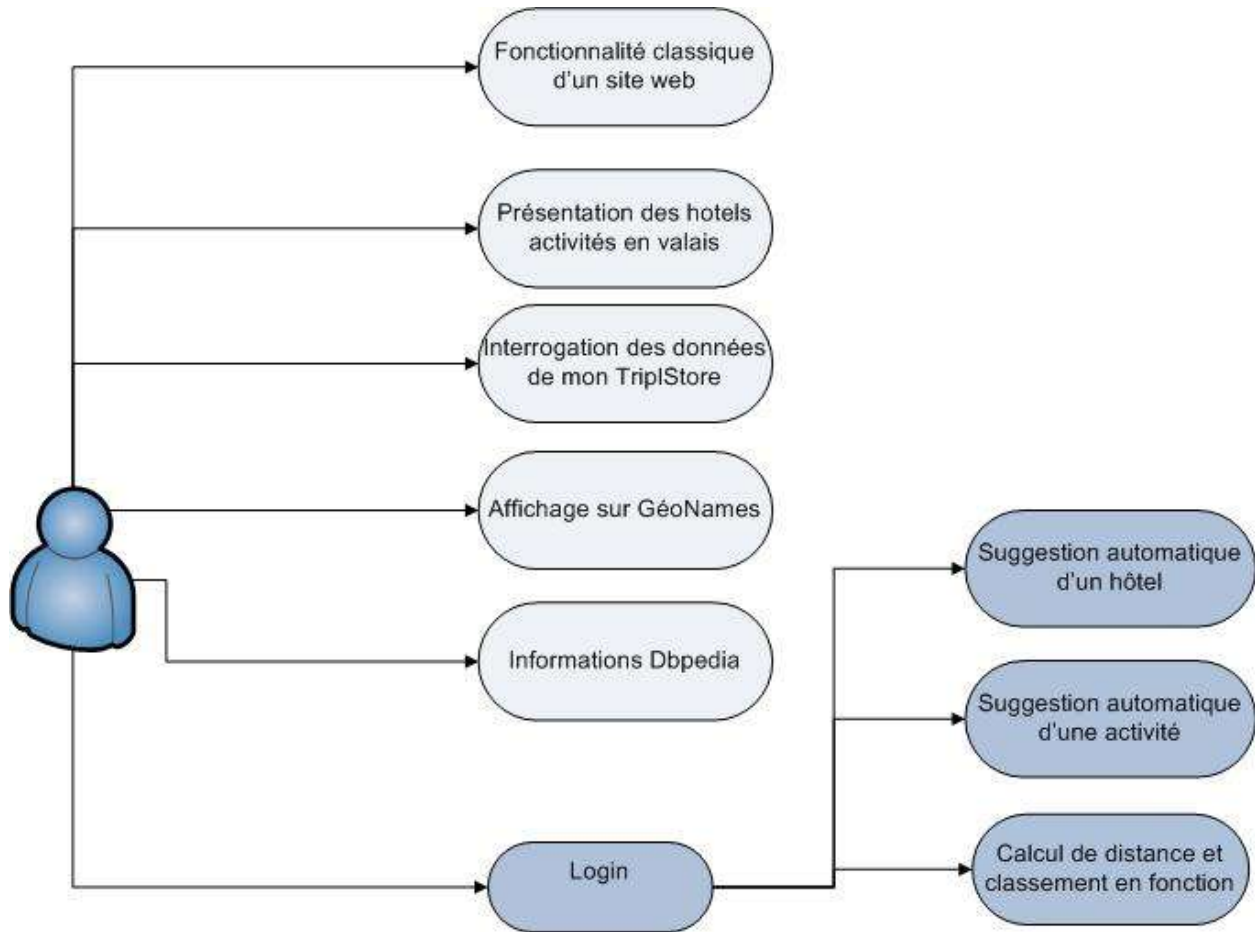 Fonctionnalité classique
d'un site web
Présentation des hotels
activités en valais
Interrogation des données
de mon TriplStore
Affichage sur GéoNames
Informations Dbpedia
Login
Suggestion automatique
d'un hôtel
Suggestion automatique
d'une activité
Calcul de distance et
classement en fonction